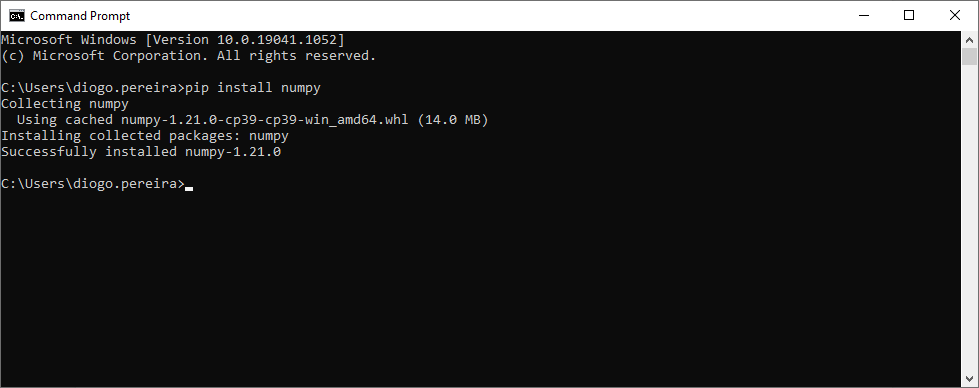 Command Prompt
Microsoft Windows [Version 10.0.19041.1052]
(c) Microsoft Corporation. All rights reserved.
C:\Users\diogo.pereira>pip install numpy
Collecting numpy
  Using cached numpy-1.21.0-cp39-cp39-win_amd64.whl (14.0 MB)
Installing collected packages: numpy
Successfully installed numpy-1.21.0
C:\Users\diogo.pereira>